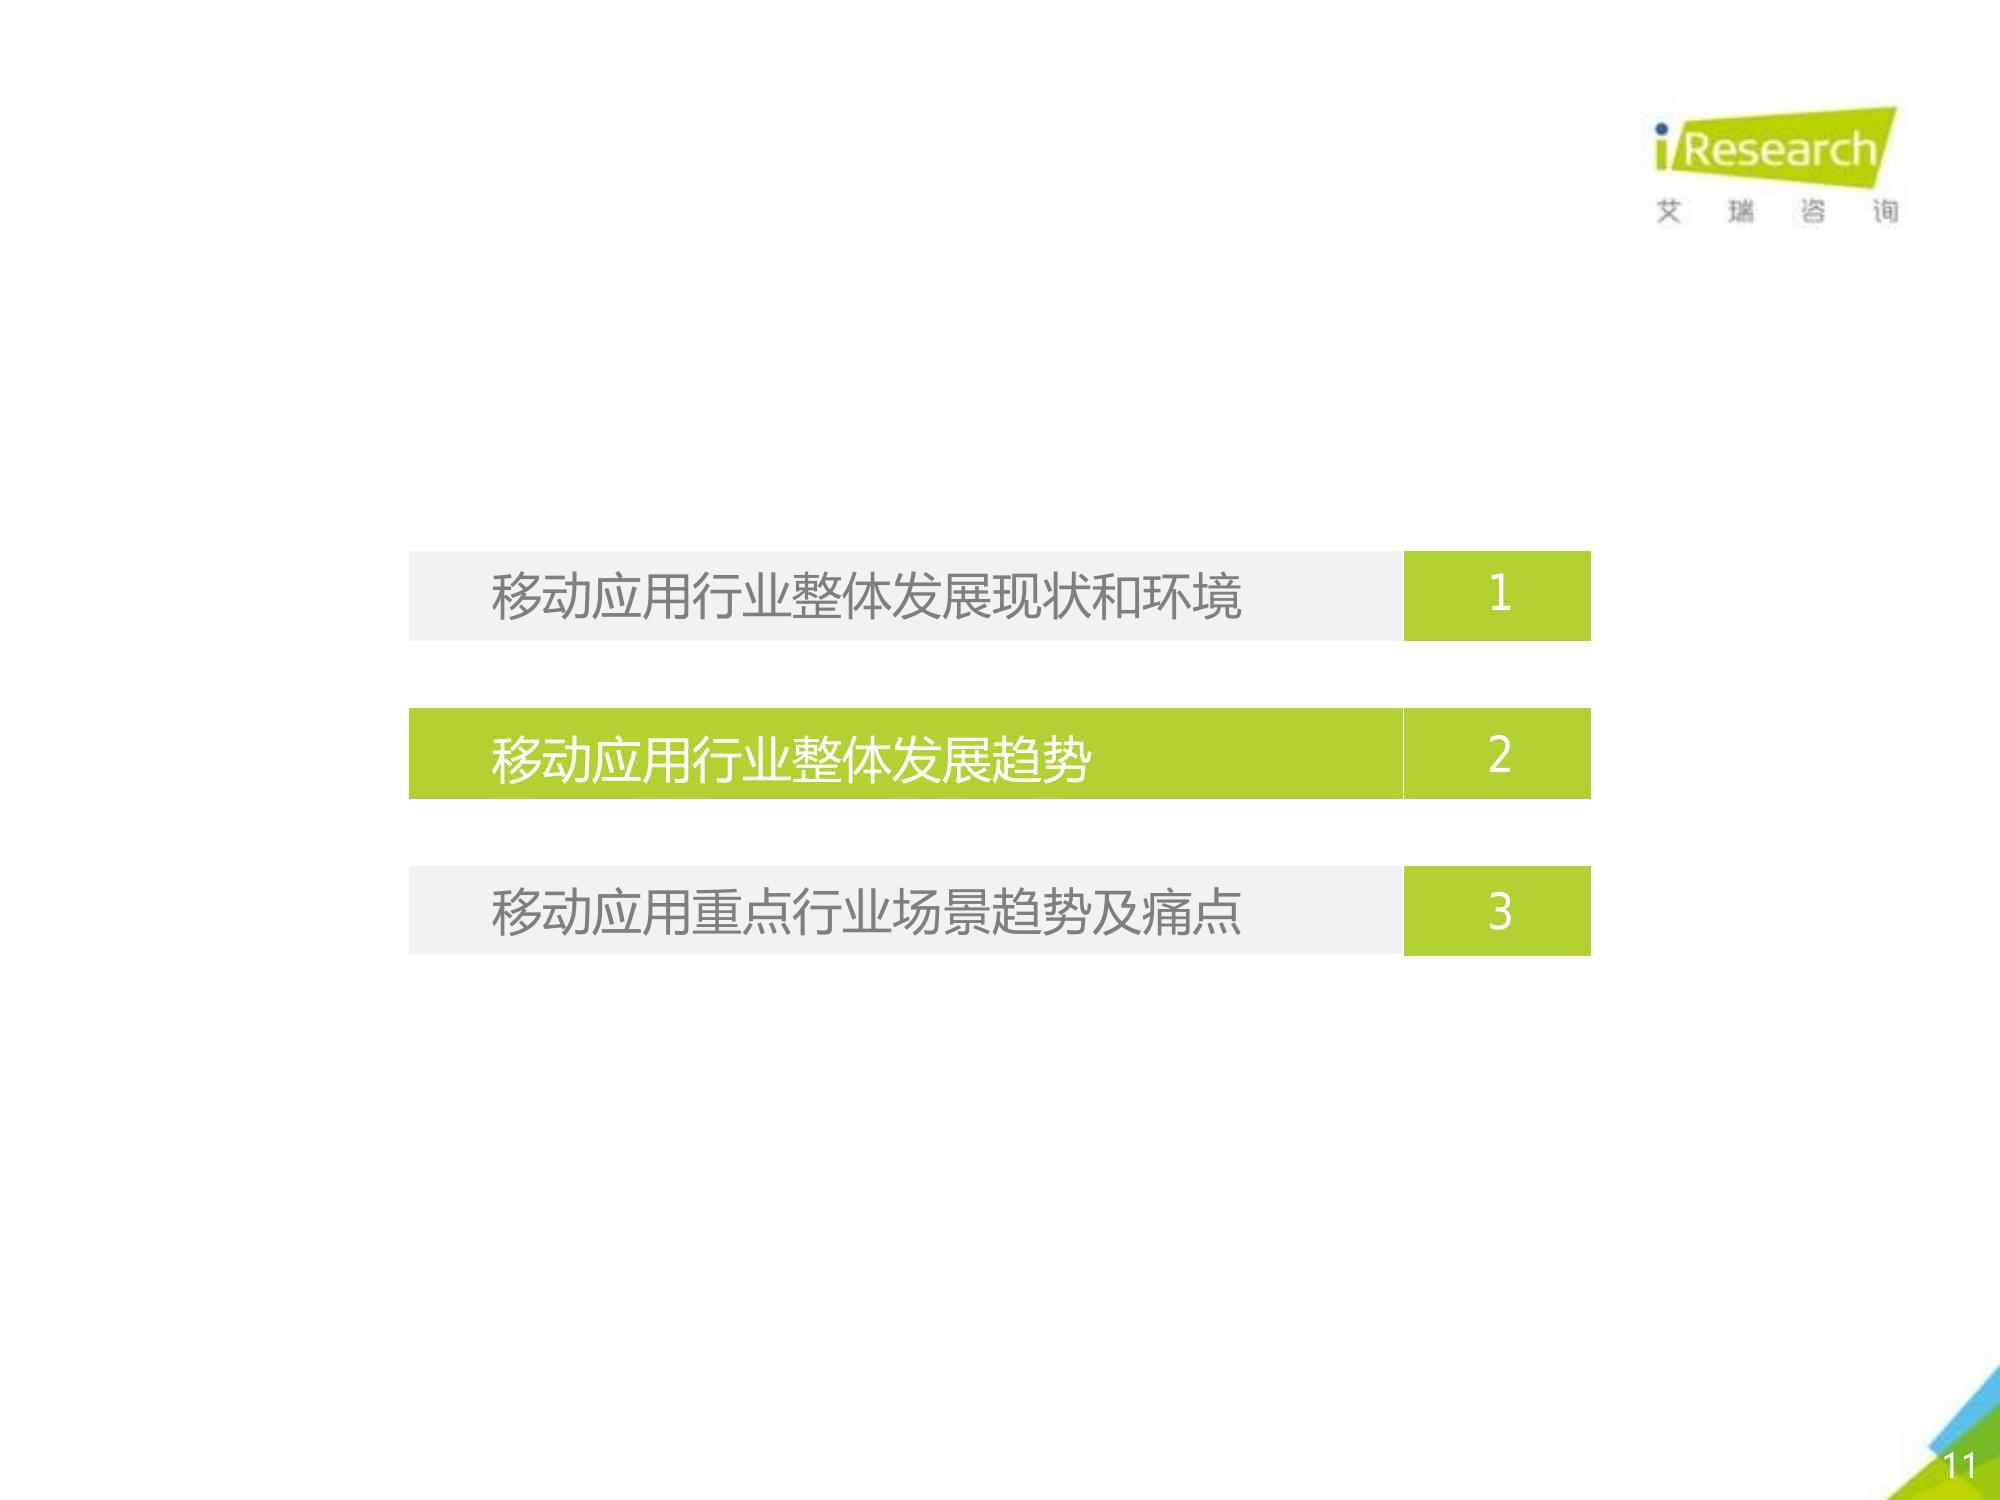 iResearch
艾瑞咨询
移动应用行业整体发展现状和环境 1
移动应用行业整体发展趋势 2
移动应用重点行业场景趋势及痛点 3
11